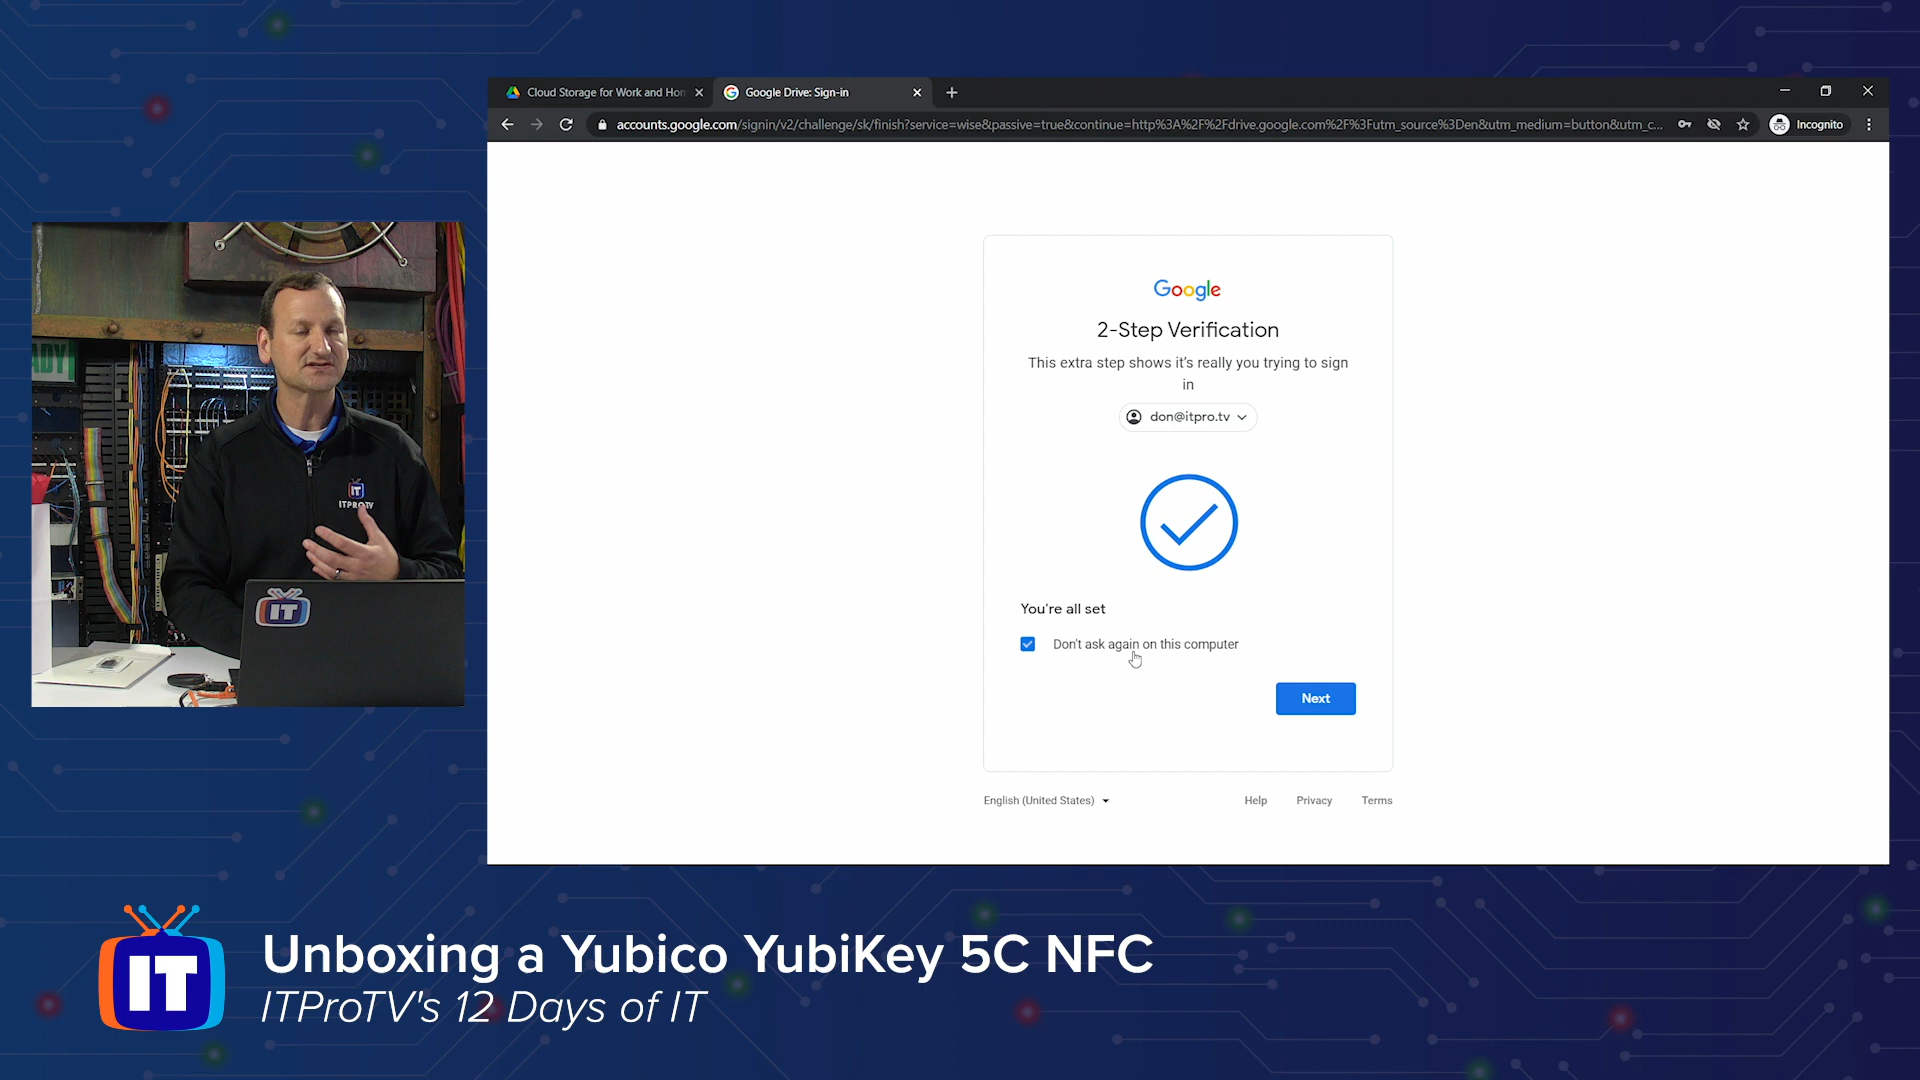 Cloud Storage for Work and Hom
Google Drive: Sign-in
accounts.google.com/signin/v2/challenge/sk/finish?service=wise&passive=true&continue=http%3A%2F%2Fdrive.google.com%2F%3Futm_source%3Den&utm_medium=button&utm_c...
Incognito
Google
2-Step Verification
This extra step shows it's really you trying to sign
in
don@itpro.tv
You're all set
Don't ask again on this computer
Next
English (United States)
Help Privacy Terms
ADY
IT
ITPROTV
IT
IT
Unboxing a Yubico YubiKey 5C NFC
ITProTV's 12 Days of IT